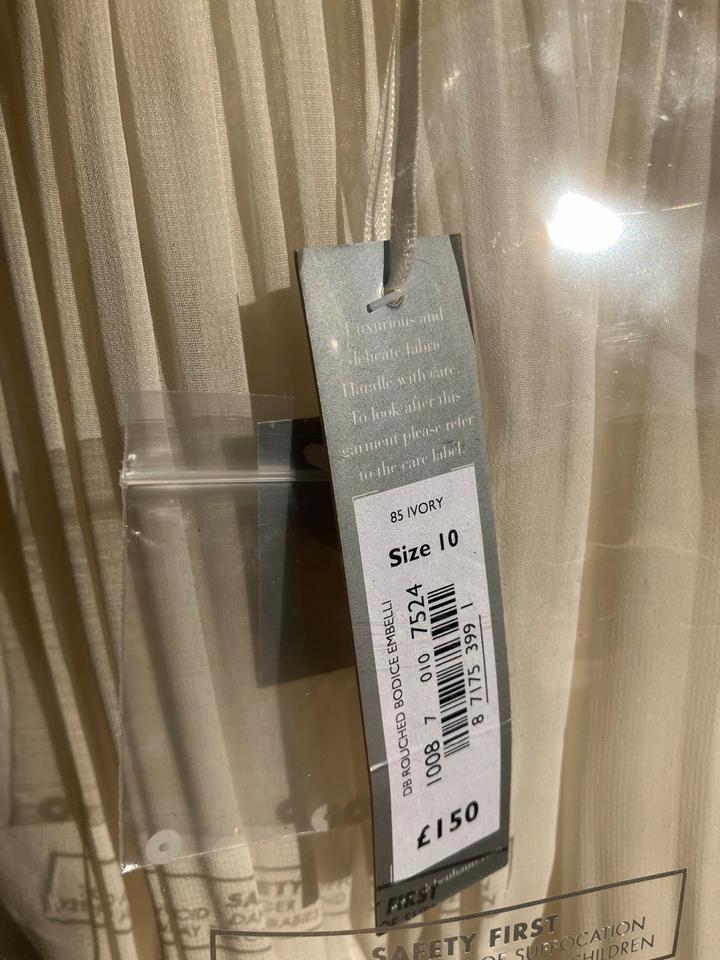 Luxurious and
delicate fabric.
Handle with care.
To look after this
garment please refer
to the care label.
85 IVORY
Size 10
DB ROUCHED BODICE EMBELLI
1008 7 010 7524
8 7175 399 1
£150
FIRST
SAFETY FIRST
OF SUFFOCATION
CHILDREN